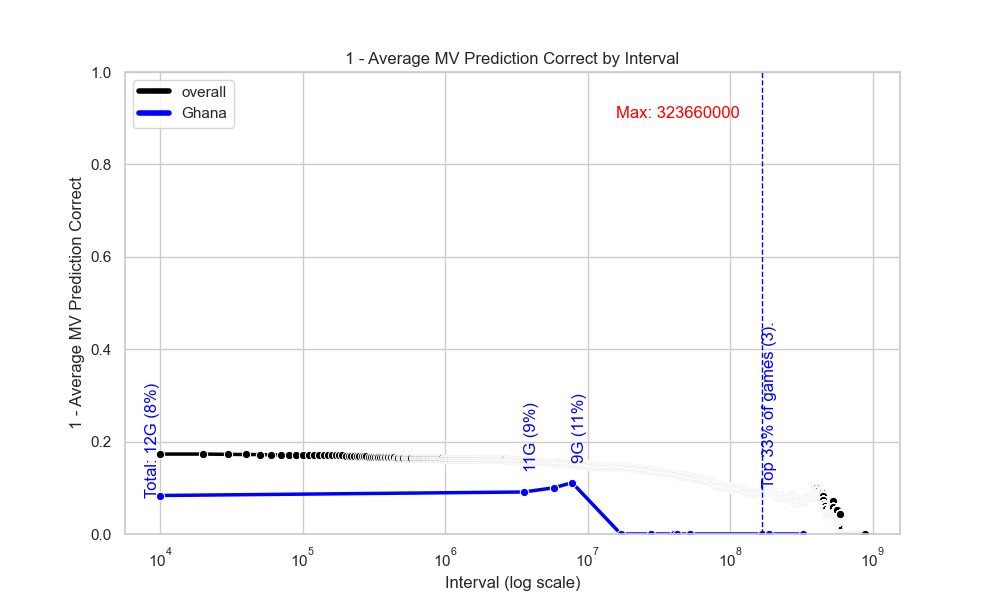 1 - Average MV Prediction Correct by Interval
1.0
0.8
0.6
0.4
0.2
0.0
1 - Average MV Prediction Correct
overall
Ghana
Max: 323660000
Total: 12G (8%)
11G (9%)
9G (11%)
Top 33% of games (3).
10^4
10^5
10^6
10^7
10^8
10^9
Interval (log scale)